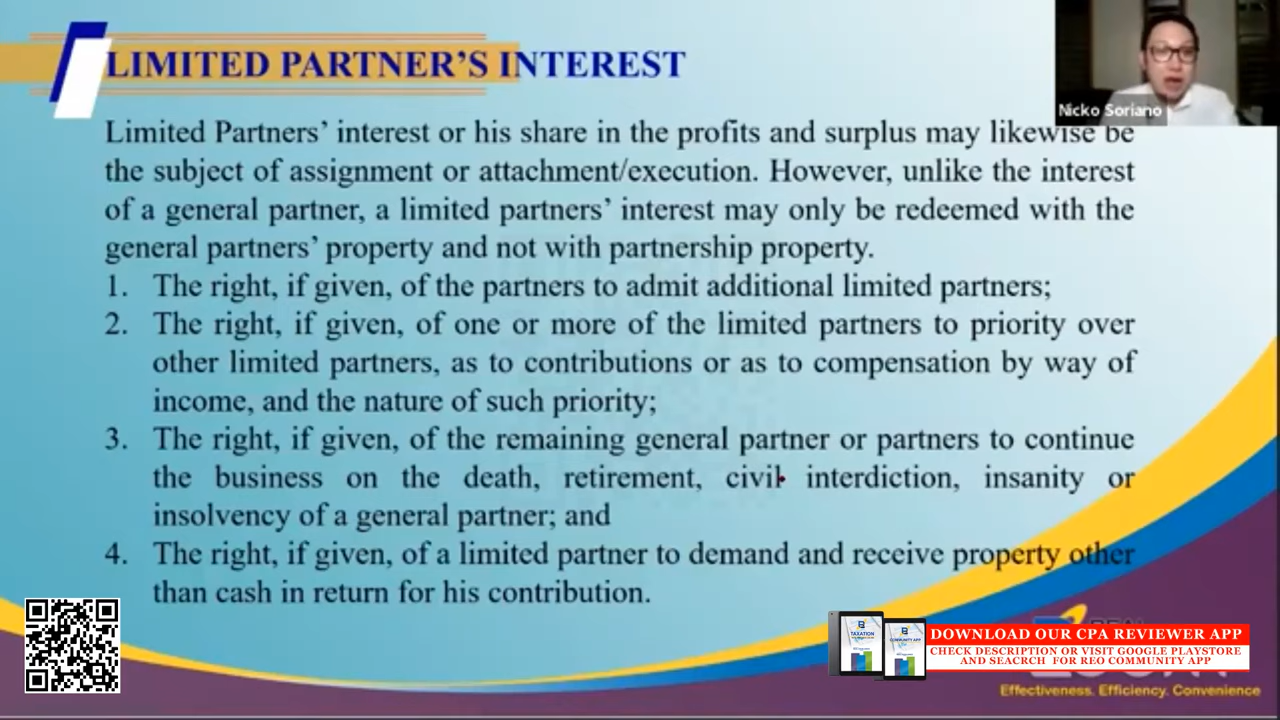 LIMITED PARTNER'S INTEREST
Nicko Soriano
Limited Partners' interest or his share in the profits and surplus may likewise be
the subject of assignment or attachment/execution. However, unlike the interest
of a general partner, a limited partners' interest may only be redeemed with the
general partners' property and not with partnership property.
1. The right, if given, of the partners to admit additional limited partners;
2. The right, if given, of one or more of the limited partners to priority over
other limited partners, as to contributions or as to compensation by way of
income, and the nature of such priority;
3. The right, if given, of the remaining general partner or partners to continue
the business on the death, retirement, civil interdiction, insanity or
insolvency of a general partner; and
4. The right, if given, of a limited partner to demand and receive property other
than cash in return for his contribution.
TAXATION
COMMUNITY APP
DOWNLOAD OUR CPA REVIEWER APP
CHECK DESCRIPTION OR VISIT GOOGLE PLAYSTORE
AND SEACRCH FOR REO COMMUNITY APP
Effectiveness. Efficiency. Convenience